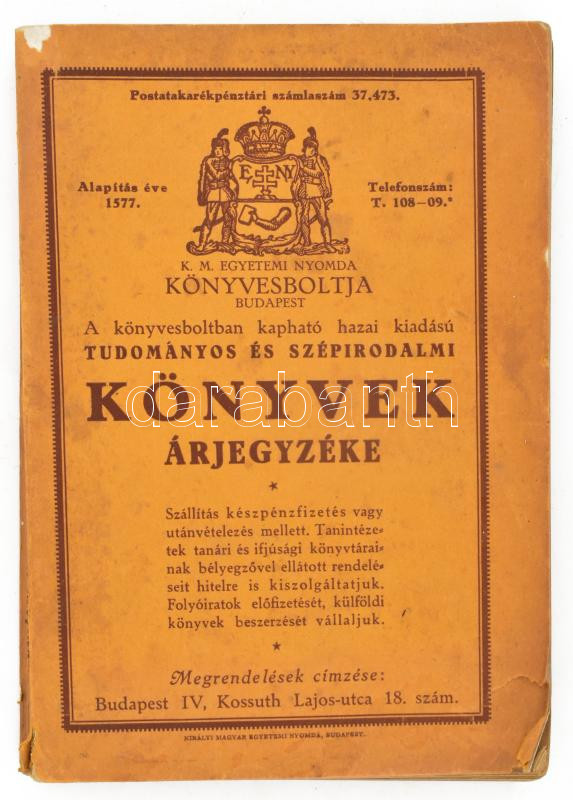 Postatakarékpénztári számlaszám 37,473.
E NY
Alapítás éve
1577.
Telefonszám:
T. 108—09.*
K. M. EGYETEMI NYOMDA
KÖNYVESBOLTJA
BUDAPEST
A könyvesboltban kapható hazai kiadású
TUDOMÁNYOS ÉS SZÉPIRODALMI
KÖNYVEK
darabanth
ÁRJEGYZÉKE
Szállítás készpénzfizetés vagy
utánvételezés mellett. Tanintéze-
tek tanári és ifjúsági könyvtárai-
nak bélyegzővel ellátott rendelé-
seit hitelre is kiszolgáltatjuk.
Folyóiratok előfizetését, külföldi
könyvek beszerzését vállaljuk.
Megrendelések címzése:
Budapest IV, Kossuth Lajos-utca 18. szám.
KIRÁLYI MAGYAR EGYETEMI NYOMDA, BUDAPEST.